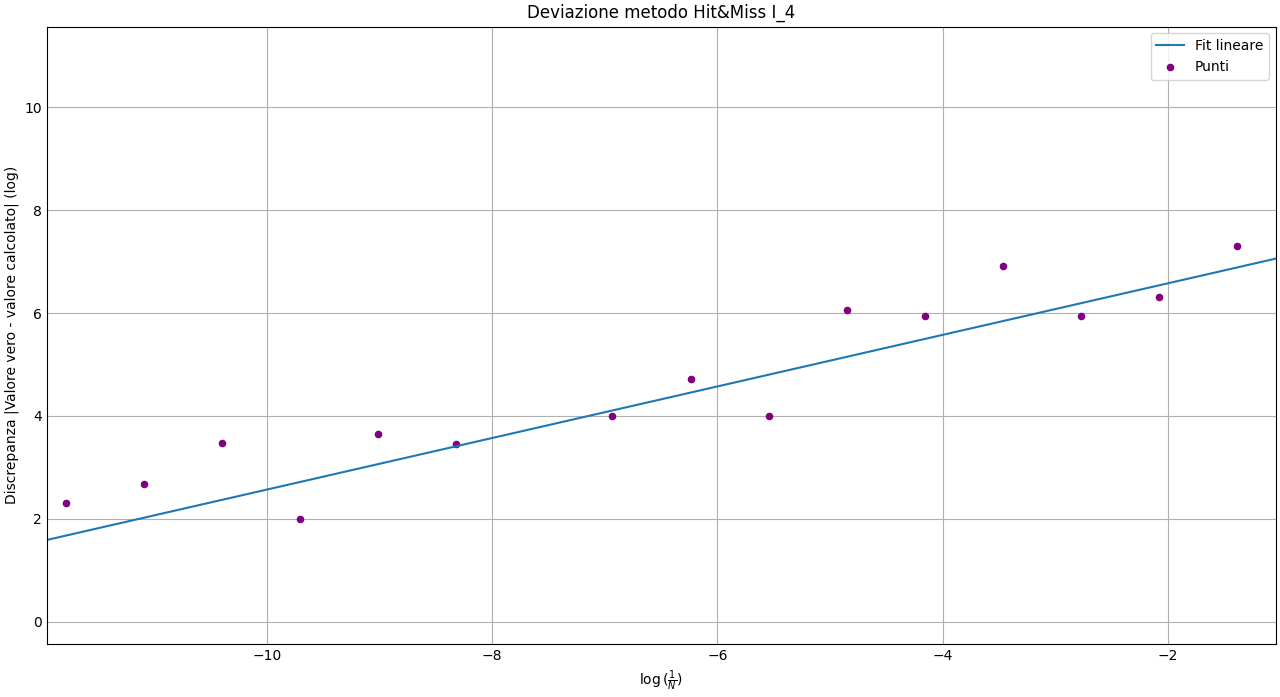 Deviazione metodo Hit&Miss I_4
Fit lineare
Punti
Discrepanza |Valore vero - valore calcolato| (log)
10
8
6
4
2
0
−10
−8
−6
−4
−2
log (1/N)